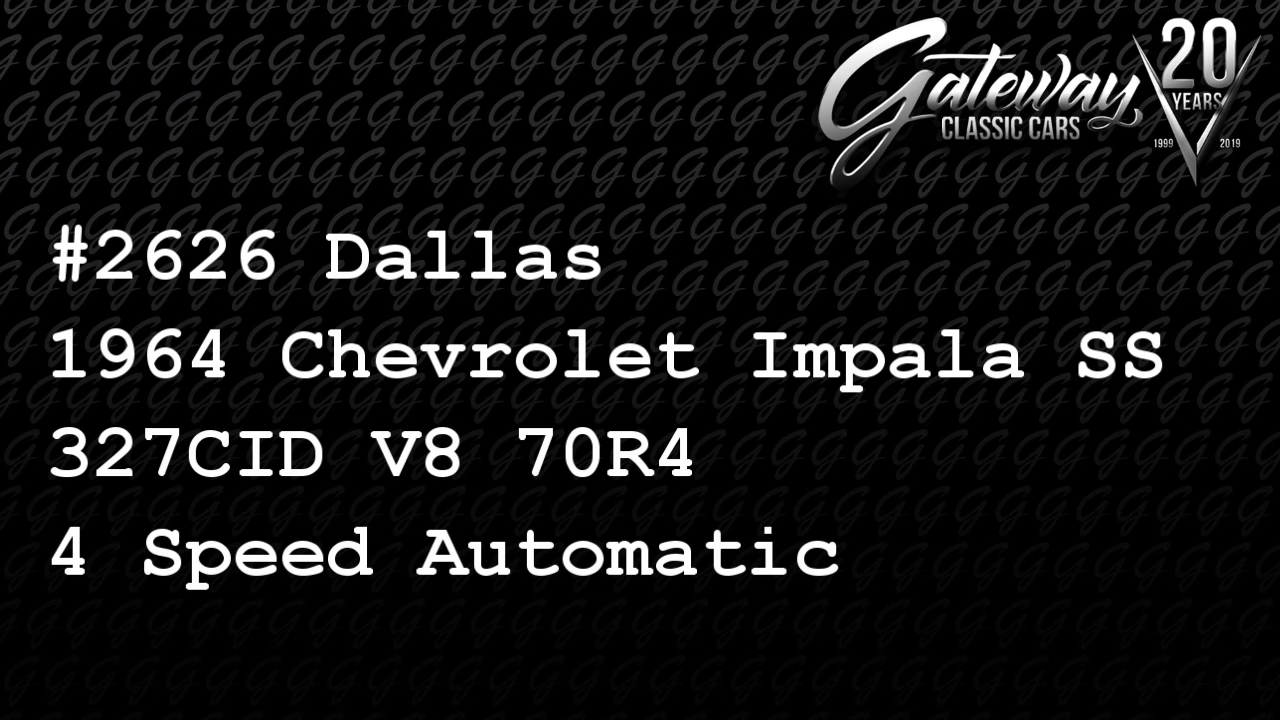 Gateway
CLASSIC CARS
20
YEARS
1999 2019
#2626 Dallas
1964 Chevrolet Impala SS
327CID V8 70R4
4 Speed Automatic